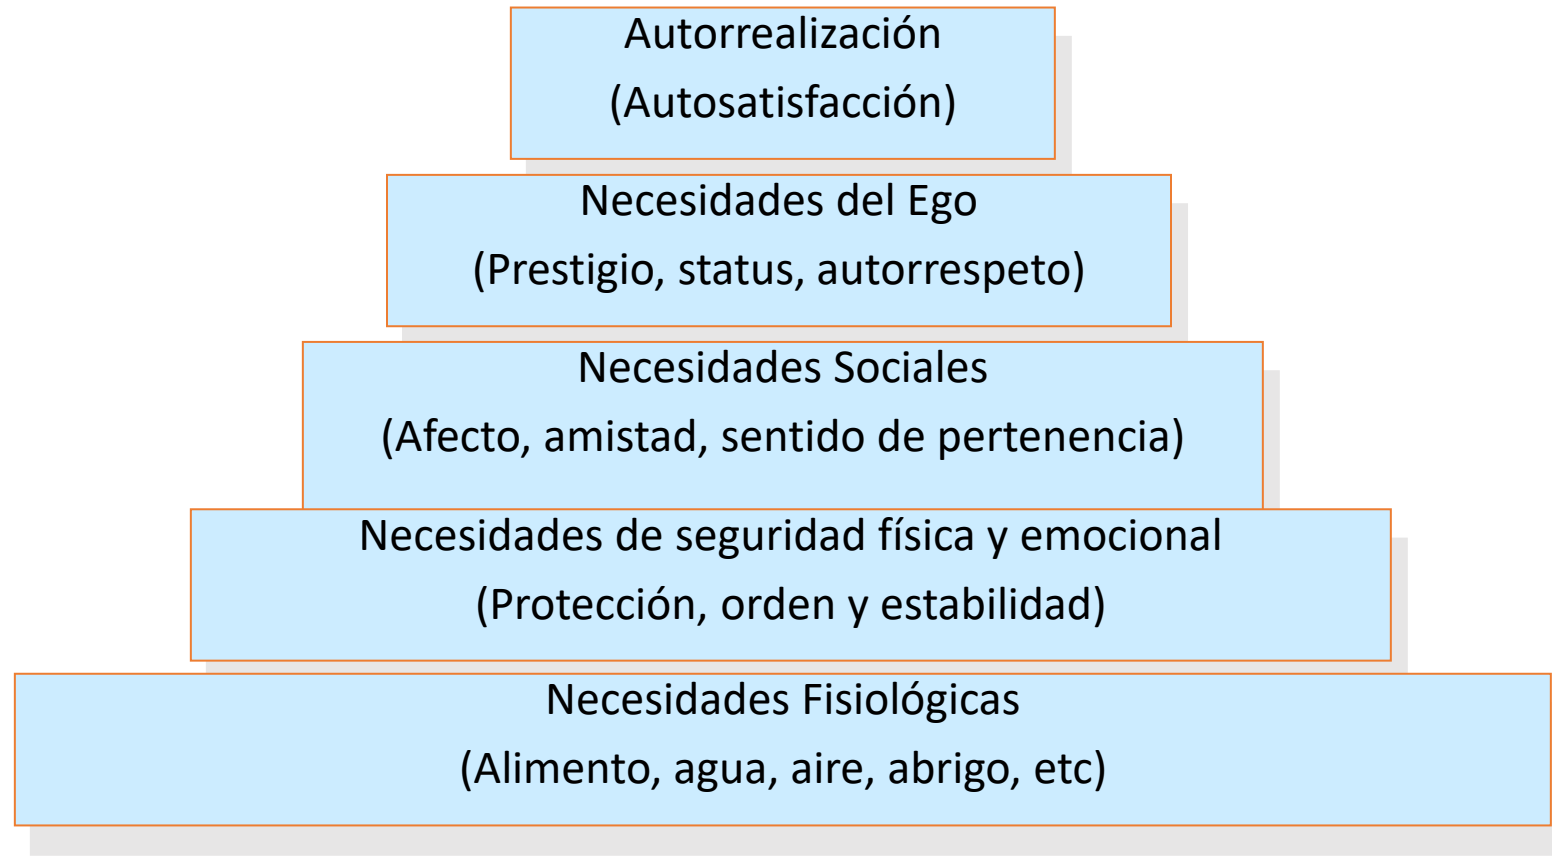 Autorrealización
(Autosatisfacción)
Necesidades del Ego
(Prestigio, status, autorrespeto)
Necesidades Sociales
(Afecto, amistad, sentido de pertenencia)
Necesidades de seguridad física y emocional
(Protección, orden y estabilidad)
Necesidades Fisiológicas
(Alimento, agua, aire, abrigo, etc)